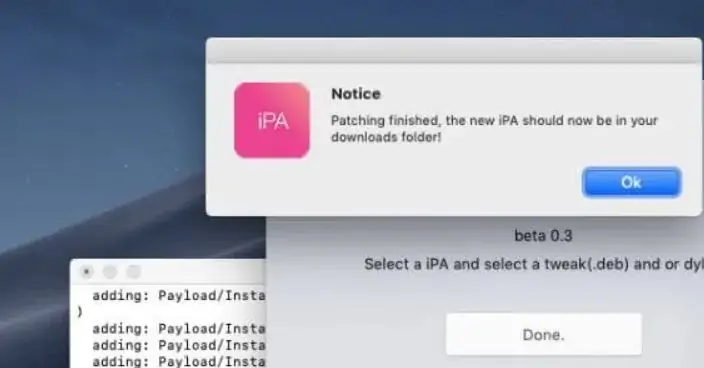 Notice
iPA
Patching finished, the new iPA should now be in your
downloads folder!
Ok
beta 0.3
Select a iPA and select a tweak(.deb) and or dyl
Done.
adding: Payload/Insta
)
adding: Payload/Insta
adding: Payload/Insta
adding: Payload/Insta